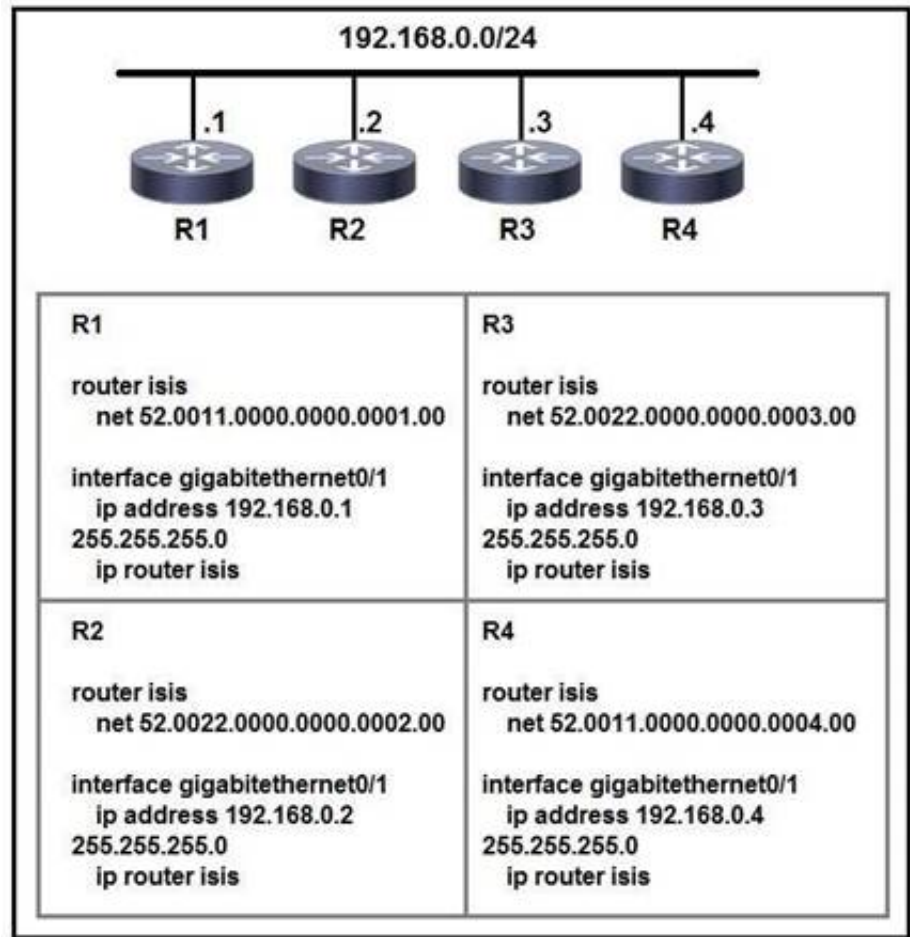 192.168.0.0/24
.1
.2
.3
.4
R1
R2
R3
R4
R1
router isis
net 52.0011.0000.0000.0001.00
interface gigabitethernet0/1
ip address 192.168.0.1
255.255.255.0
ip router isis
R3
router isis
net 52.0022.0000.0000.0003.00
interface gigabitethernet0/1
ip address 192.168.0.3
255.255.255.0
ip router isis
R2
router isis
net 52.0022.0000.0000.0002.00
interface gigabitethernet0/1
ip address 192.168.0.2
255.255.255.0
ip router isis
R4
router isis
net 52.0011.0000.0000.0004.00
interface gigabitethernet0/1
ip address 192.168.0.4
255.255.255.0
ip router isis